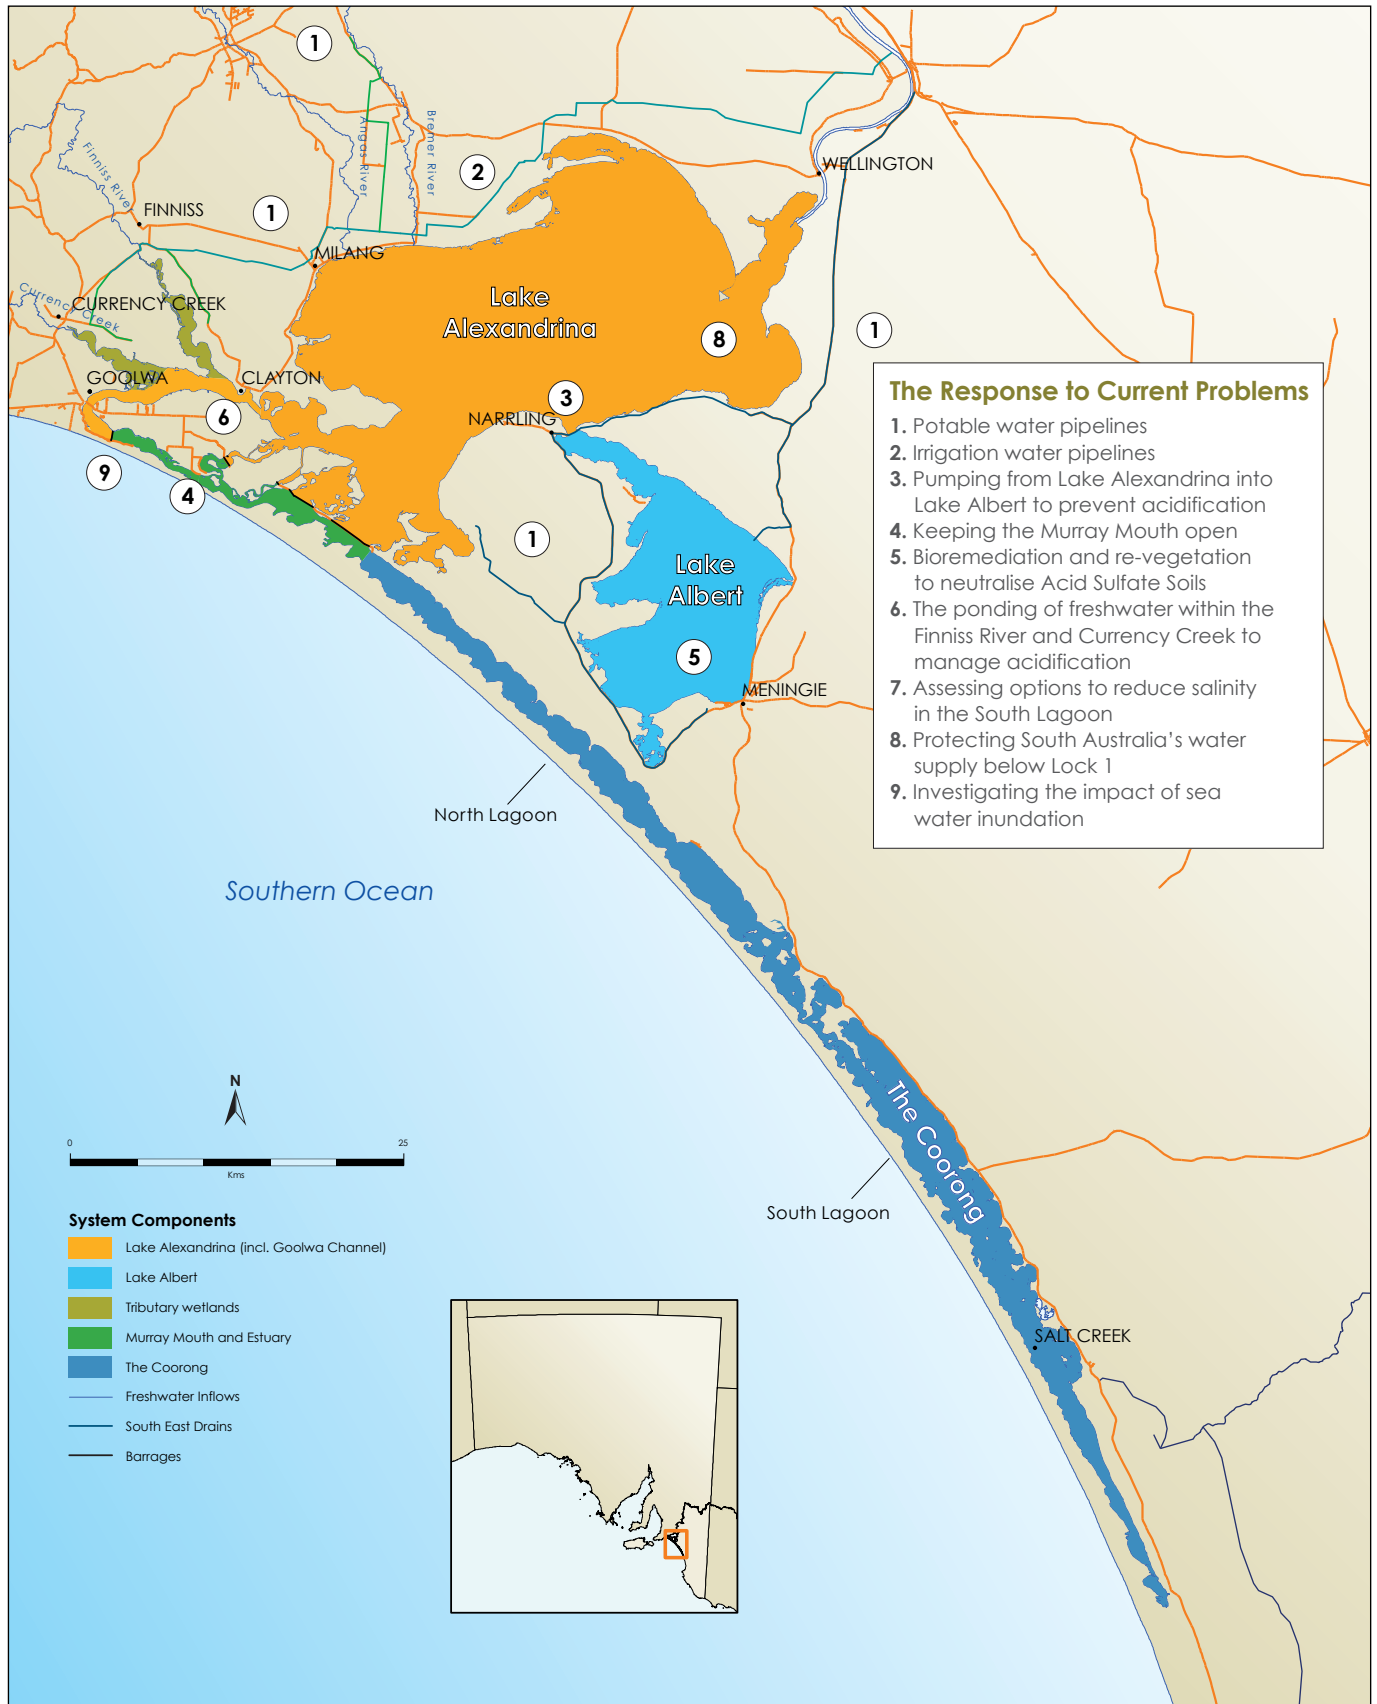 1
Angas River
Bremer River
2
Finniss River
WELLINGTON
FINNISS
1
MILANG
Currency Creek
CURRENCY CREEK
Lake
Alexandrina
8
1
GOOLWA
CLAYTON
6
3
NARRLING
9
4
1
Lake
Albert
5
MENINGIE
The Response to Current Problems
1. Potable water pipelines
2. Irrigation water pipelines
3. Pumping from Lake Alexandrina into
Lake Albert to prevent acidification
4. Keeping the Murray Mouth open
5. Bioremediation and re-vegetation
to neutralise Acid Sulfate Soils
6. The ponding of freshwater within the
Finniss River and Currency Creek to
manage acidification
7. Assessing options to reduce salinity
in the South Lagoon
8. Protecting South Australia's water
supply below Lock 1
9. Investigating the impact of sea
water inundation
North Lagoon
Southern Ocean
The Coorong
South Lagoon
SALT CREEK
N
0 25
Kms
System Components
Lake Alexandrina (incl. Goolwa Channel)
Lake Albert
Tributary wetlands
Murray Mouth and Estuary
The Coorong
Freshwater Inflows
South East Drains
Barrages